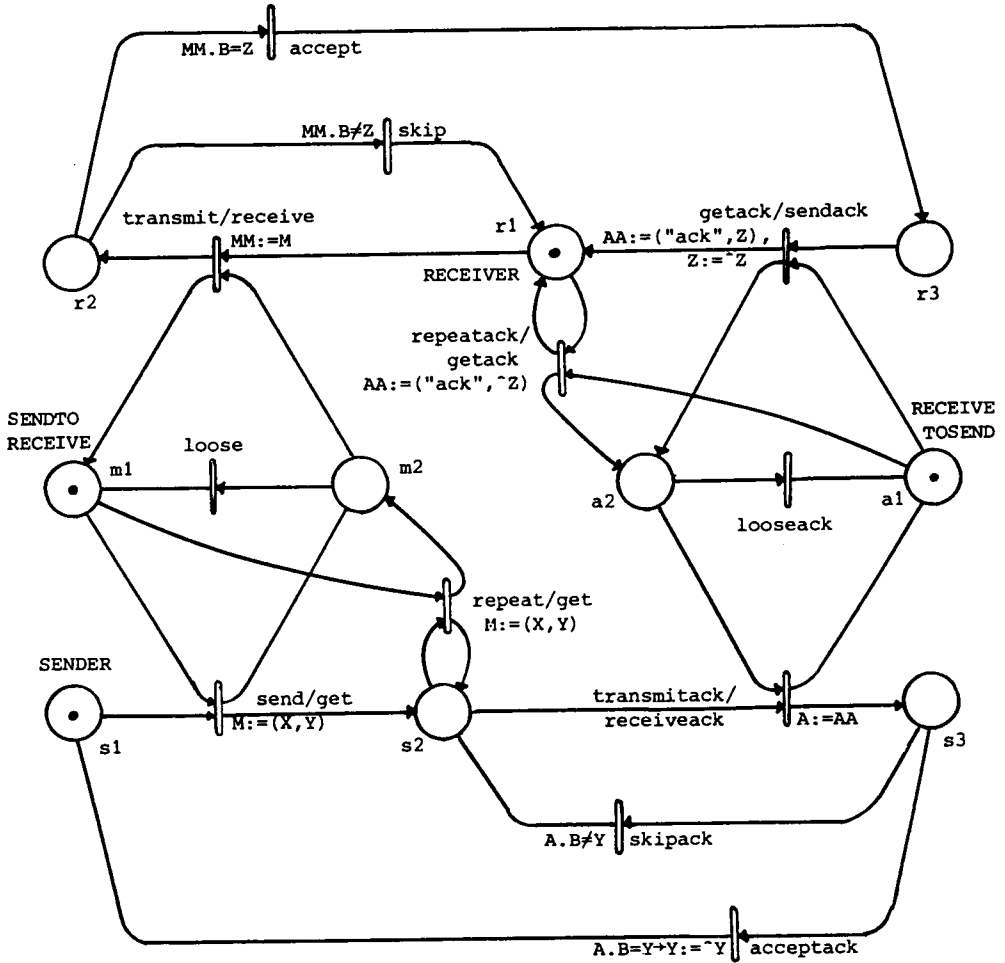 MM.B=Z accept
MM.B≠Z skip
transmit/receive
MM:=M
r1
getack/sendack
AA:=("ack",Z),
Z:=^Z
RECEIVER
r2
r3
repeatack/
getack
AA:=("ack",^Z)
SENDTO
RECEIVE
RECEIVE
TOSEND
m1
loose
m2
a2
a1
looseack
repeat/get
M:=(X,Y)
SENDER
send/get
M:=(X,Y)
transmitack/
receiveack
A:=AA
s1
s2
s3
A.B≠Y skipack
A.B=Y→Y:=^Y acceptack